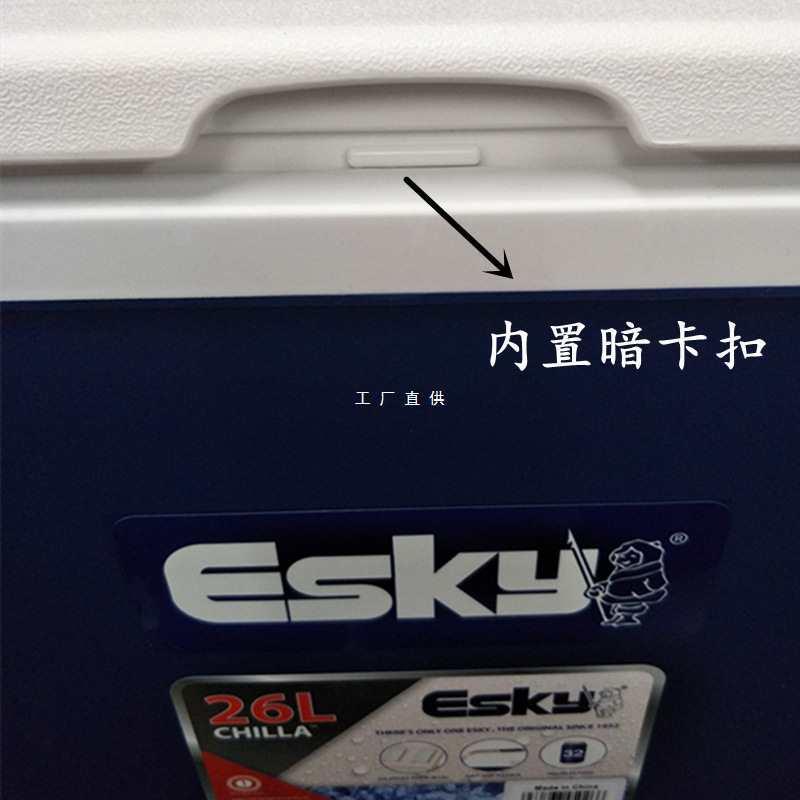 内置暗卡扣
工厂直供
Esky®
26L
CHILLA™
Esky
THERE'S ONLY ONE ESKY, THE ORIGINAL SINCE 1952
32
Made in China